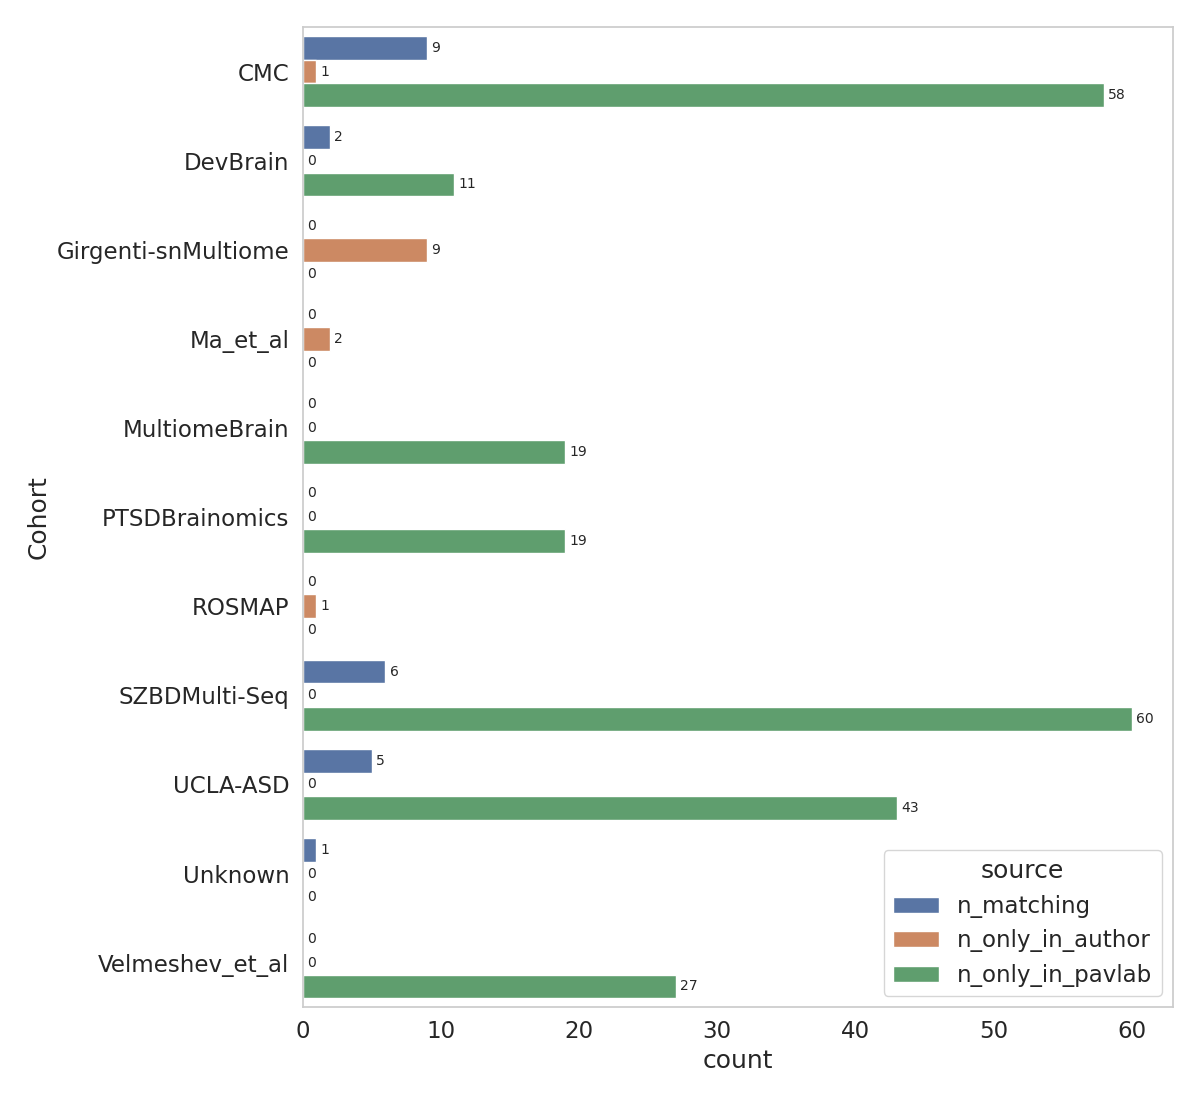 CMC
9
1
58
DevBrain
2
0
11
Girgenti-snMultiome
0
9
0
Ma_et_al
0
2
0
MultiomeBrain
0
0
19
PTSDBrainomics
0
0
19
ROSMAP
0
1
0
SZBDMulti-Seq
6
0
60
UCLA-ASD
5
0
43
Unknown
1
0
0
Velmeshev_et_al
0
0
27
Cohort
0 10 20 30 40 50 60
count
source
n_matching
n_only_in_author
n_only_in_pavlab